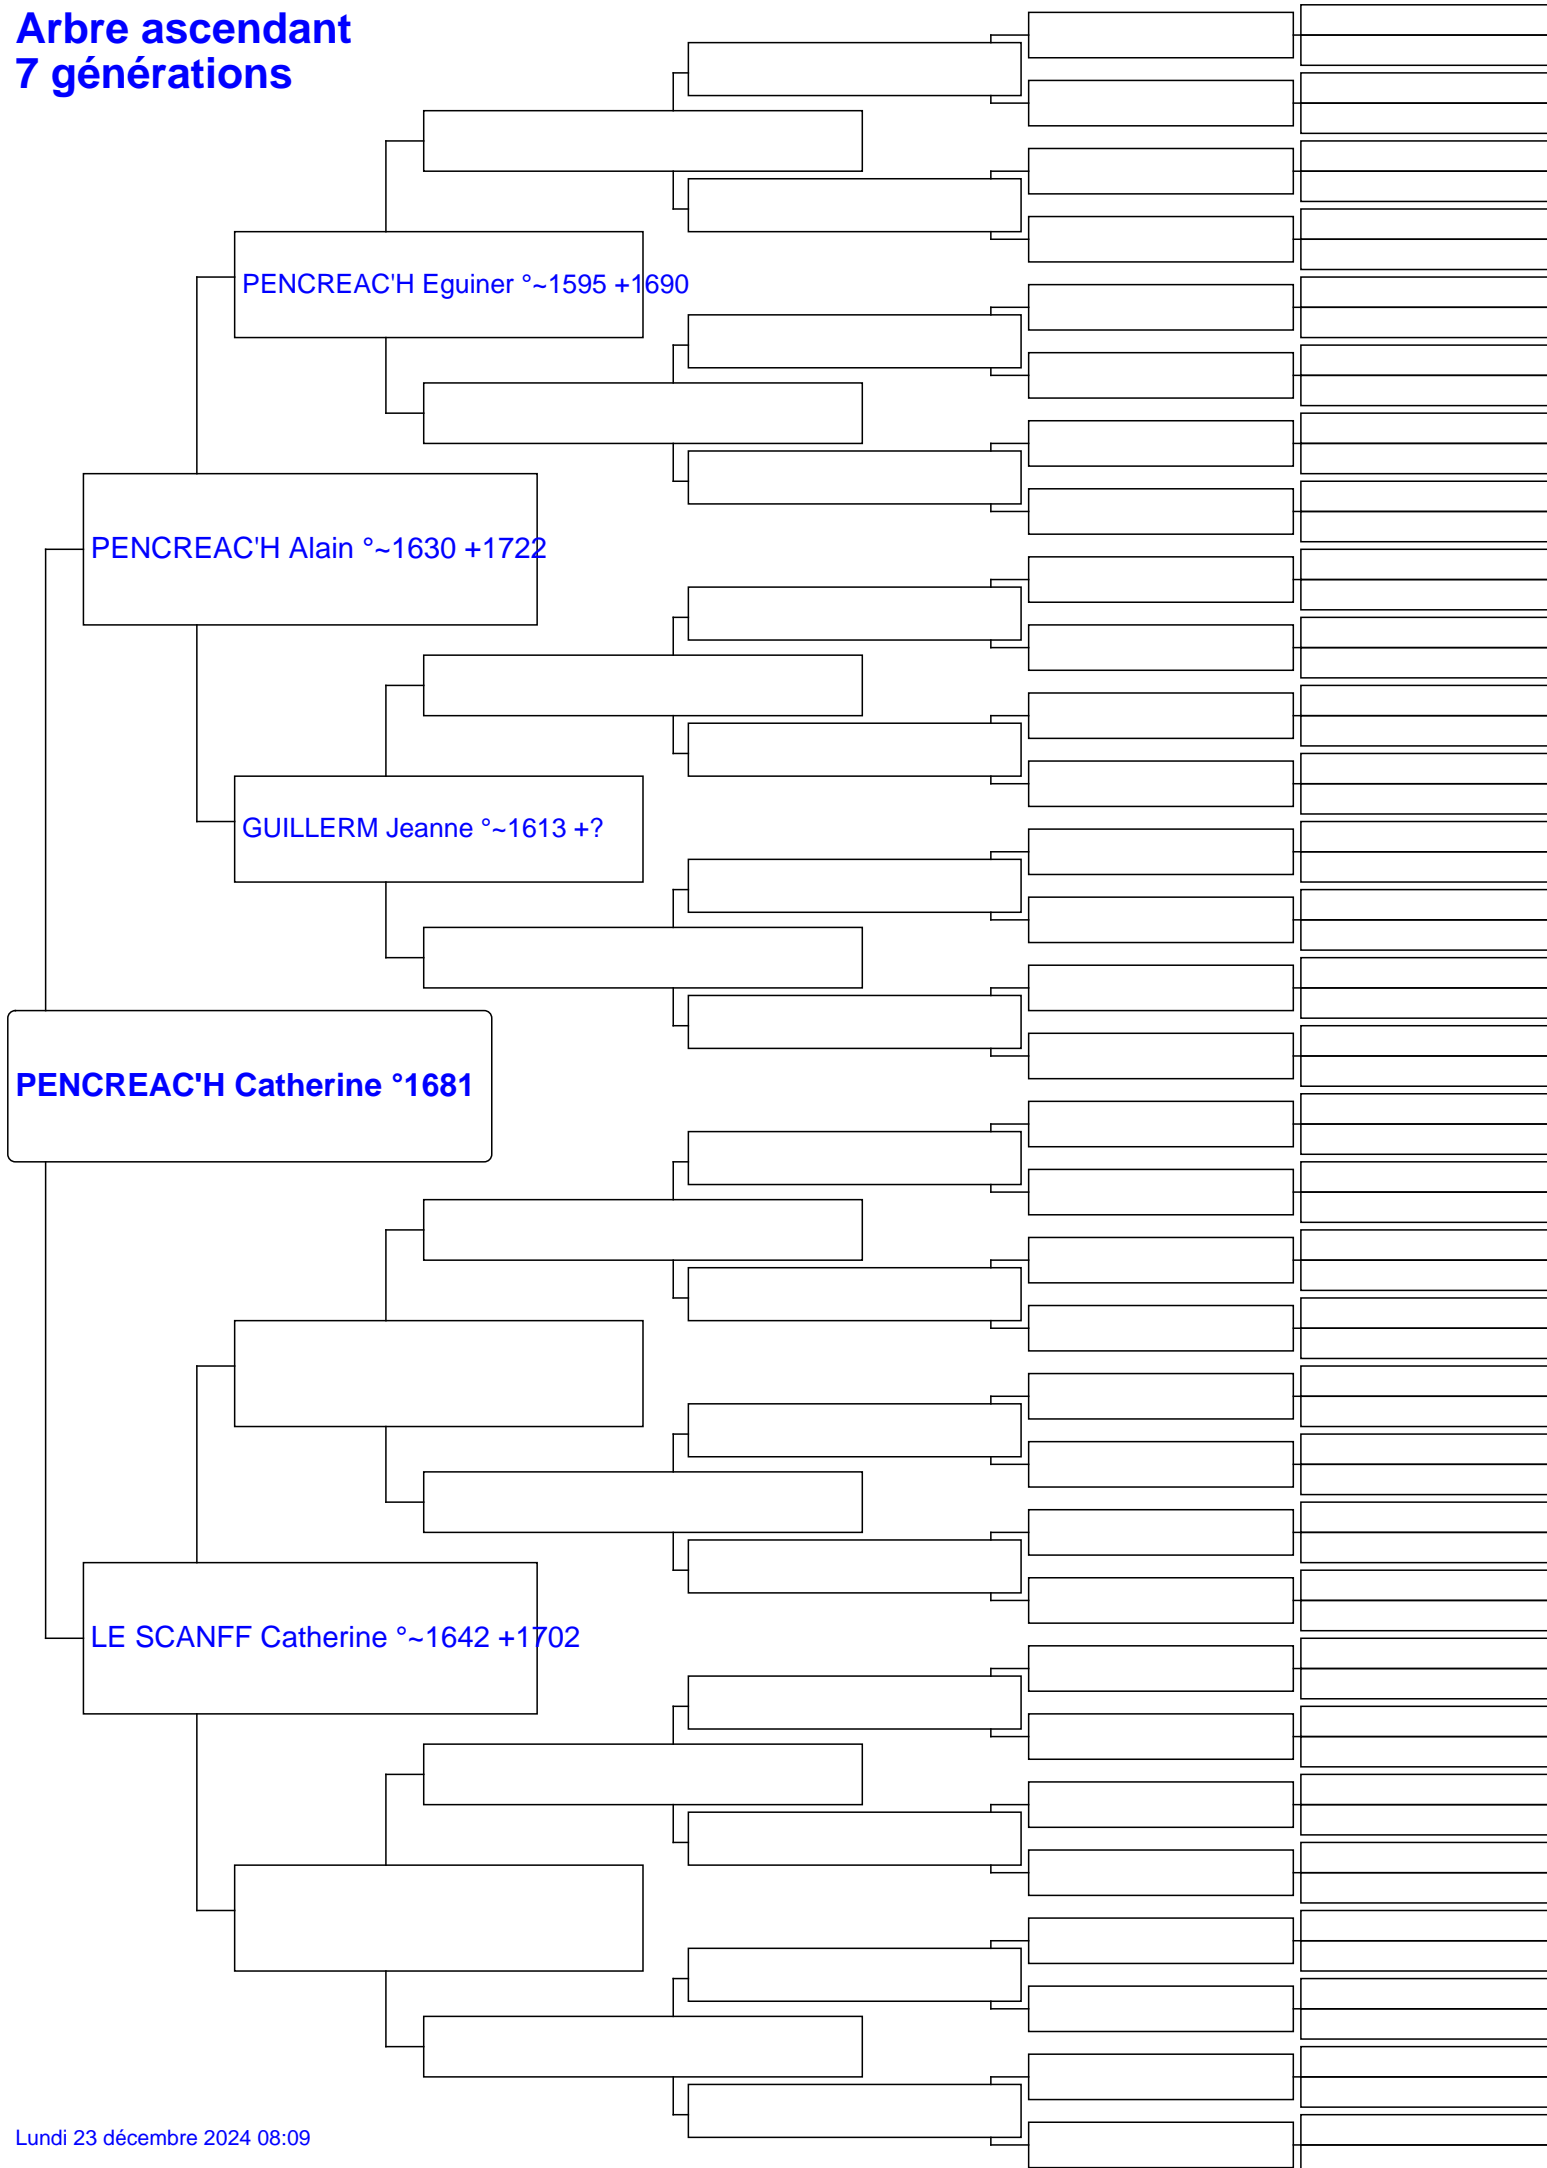 Arbre ascendant
7 générations
PENCREAC'H Eguiner °~1595 +1690
PENCREAC'H Alain °~1630 +1722
GUILLERM Jeanne °~1613 +?
PENCREAC'H Catherine °1681
LE SCANFF Catherine °~1642 +1702
Lundi 23 décembre 2024 08:09